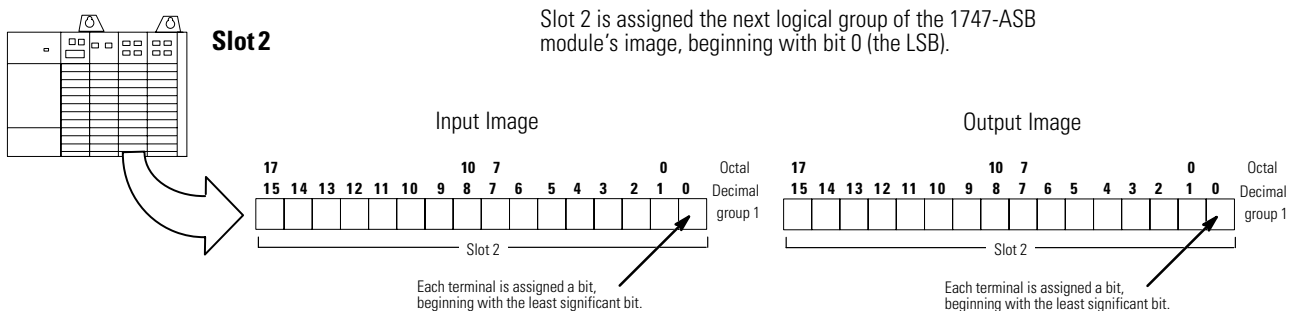 Slot 2
Slot 2 is assigned the next logical group of the 1747-ASB
module's image, beginning with bit 0 (the LSB).
Input Image
17 10 7 0 Octal
15 14 13 12 11 10 9 8 7 6 5 4 3 2 1 0 Decimal
group 1
Slot 2
Each terminal is assigned a bit,
beginning with the least significant bit.
Output Image
17 10 7 0 Octal
15 14 13 12 11 10 9 8 7 6 5 4 3 2 1 0 Decimal
group 1
Slot 2
Each terminal is assigned a bit,
beginning with the least significant bit.